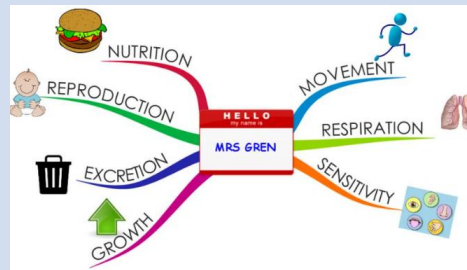 HELLO
my name is
MRS GREN
MOVEMENT
RESPIRATION
SENSITIVITY
GROWTH
EXCRETION
REPRODUCTION
NUTRITION